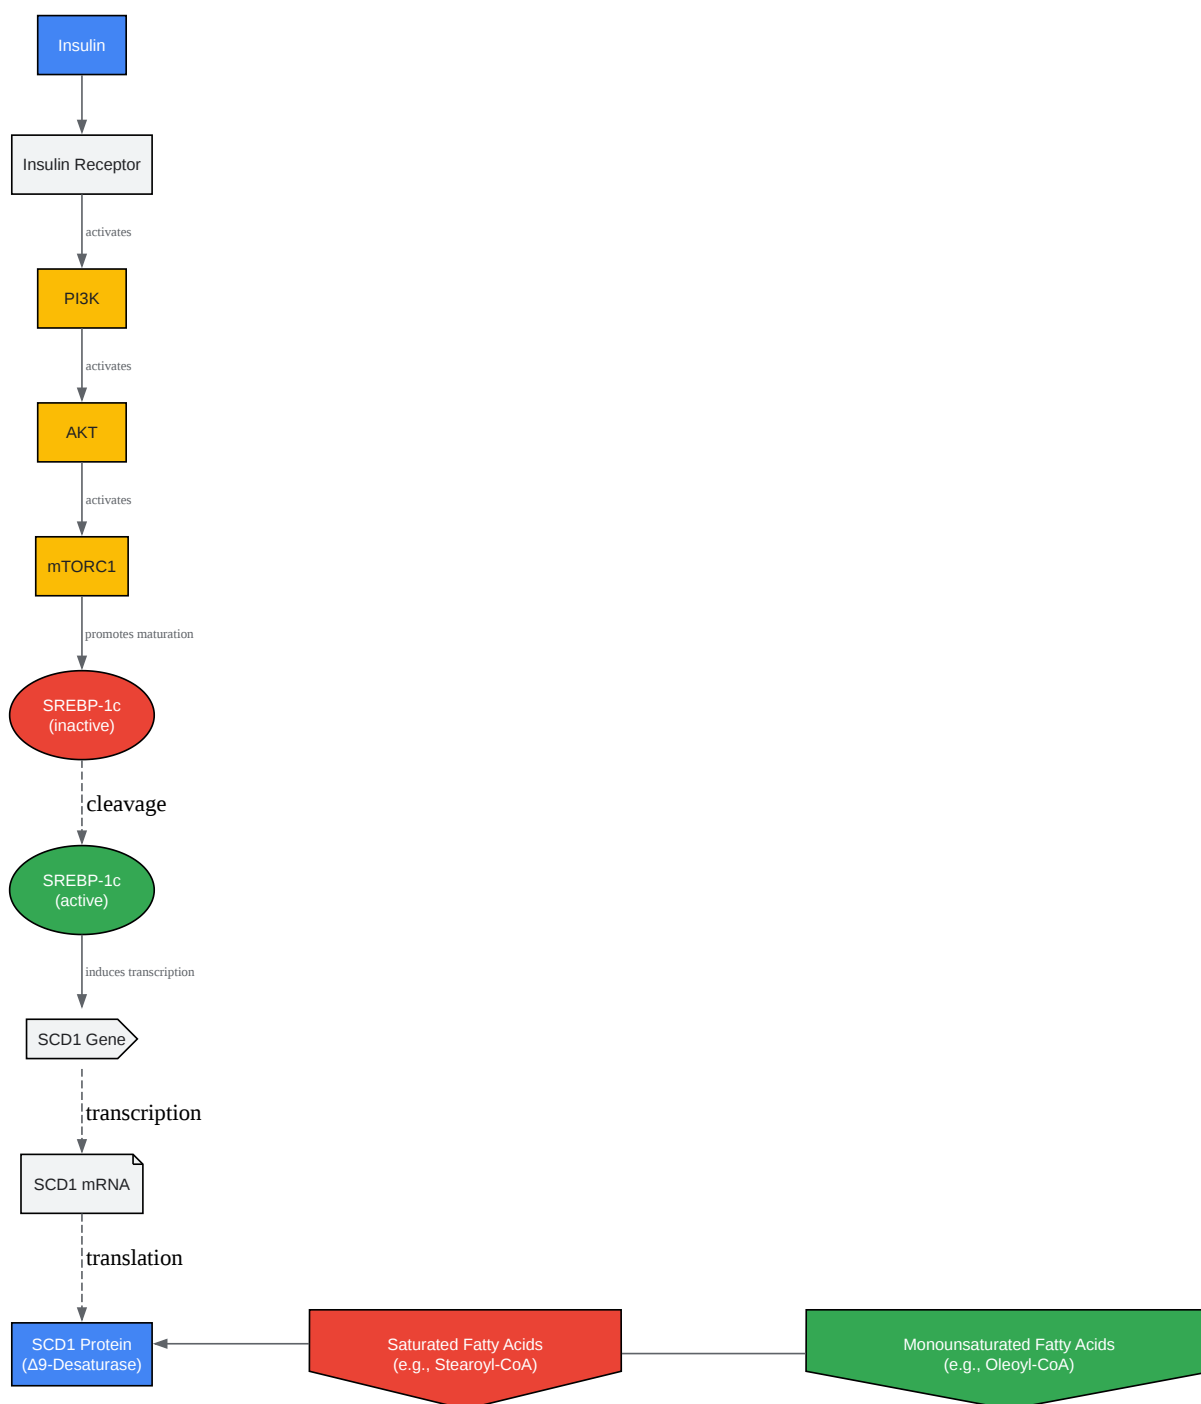 Insulin
Insulin Receptor
activates
PI3K
activates
AKT
activates
mTORC1
promotes maturation
SREBP-1c
(inactive)
cleavage
SREBP-1c
(active)
induces transcription
SCD1 Gene
transcription
SCD1 mRNA
translation
SCD1 Protein
(Δ9-Desaturase)
Saturated Fatty Acids
(e.g., Stearoyl-CoA)
Monounsaturated Fatty Acids
(e.g., Oleoyl-CoA)